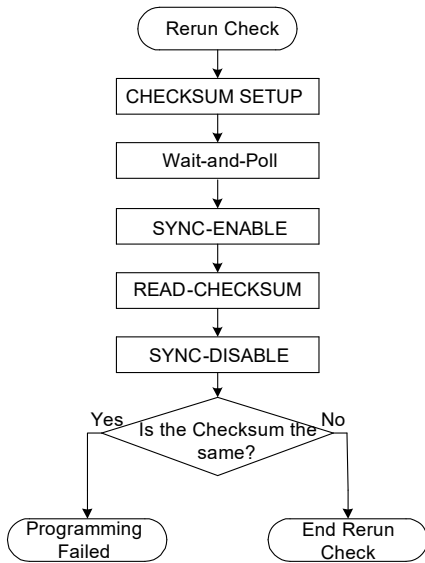 Rerun Check
CHECKSUM SETUP
Wait-and-Poll
SYNC-ENABLE
READ-CHECKSUM
SYNC-DISABLE
Yes
No
Is the Checksum the
same?
Programming
Failed
End Rerun
Check